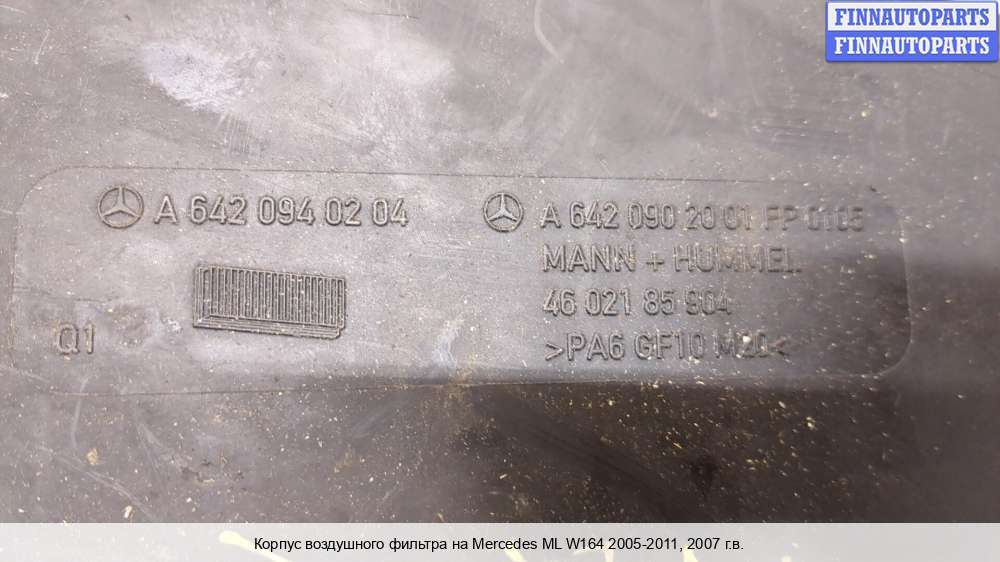 FINNAUTOPARTS
FINNAUTOPARTS
A 642 094 02 04
A 642 090 20 01 FP 0105
MANN + HUMMEL
46 021 85 904
>PA6 GF10 M20<
Q1
Корпус воздушного фильтра на Mercedes ML W164 2005-2011, 2007 г.в.